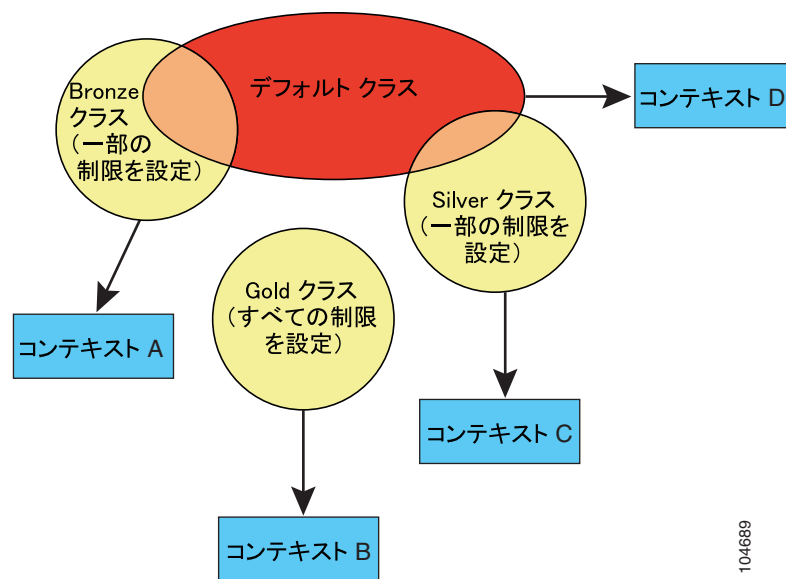 デフォルト クラス
Bronze
クラス
（一部の
制限を設定）
コンテキスト D
Silver クラス
（一部の制限を
設定）
Gold クラス
（すべての制限
を設定）
コンテキスト A
コンテキスト C
コンテキスト B
104689